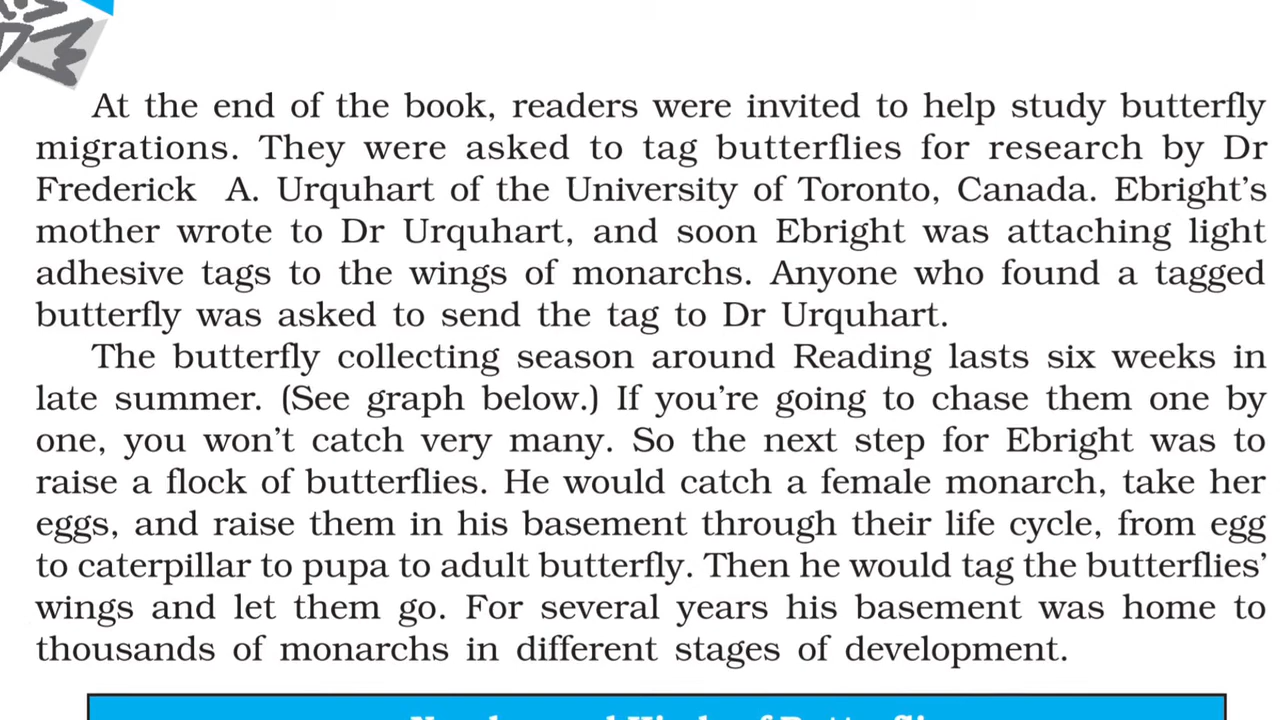 At the end of the book, readers were invited to help study butterfly
migrations. They were asked to tag butterflies for research by Dr
Frederick A. Urquhart of the University of Toronto, Canada. Ebright’s
mother wrote to Dr Urquhart, and soon Ebright was attaching light
adhesive tags to the wings of monarchs. Anyone who found a tagged
butterfly was asked to send the tag to Dr Urquhart.
The butterfly collecting season around Reading lasts six weeks in
late summer. (See graph below.) If you’re going to chase them one by
one, you won’t catch very many. So the next step for Ebright was to
raise a flock of butterflies. He would catch a female monarch, take her
eggs, and raise them in his basement through their life cycle, from egg
to caterpillar to pupa to adult butterfly. Then he would tag the butterflies’
wings and let them go. For several years his basement was home to
thousands of monarchs in different stages of development.